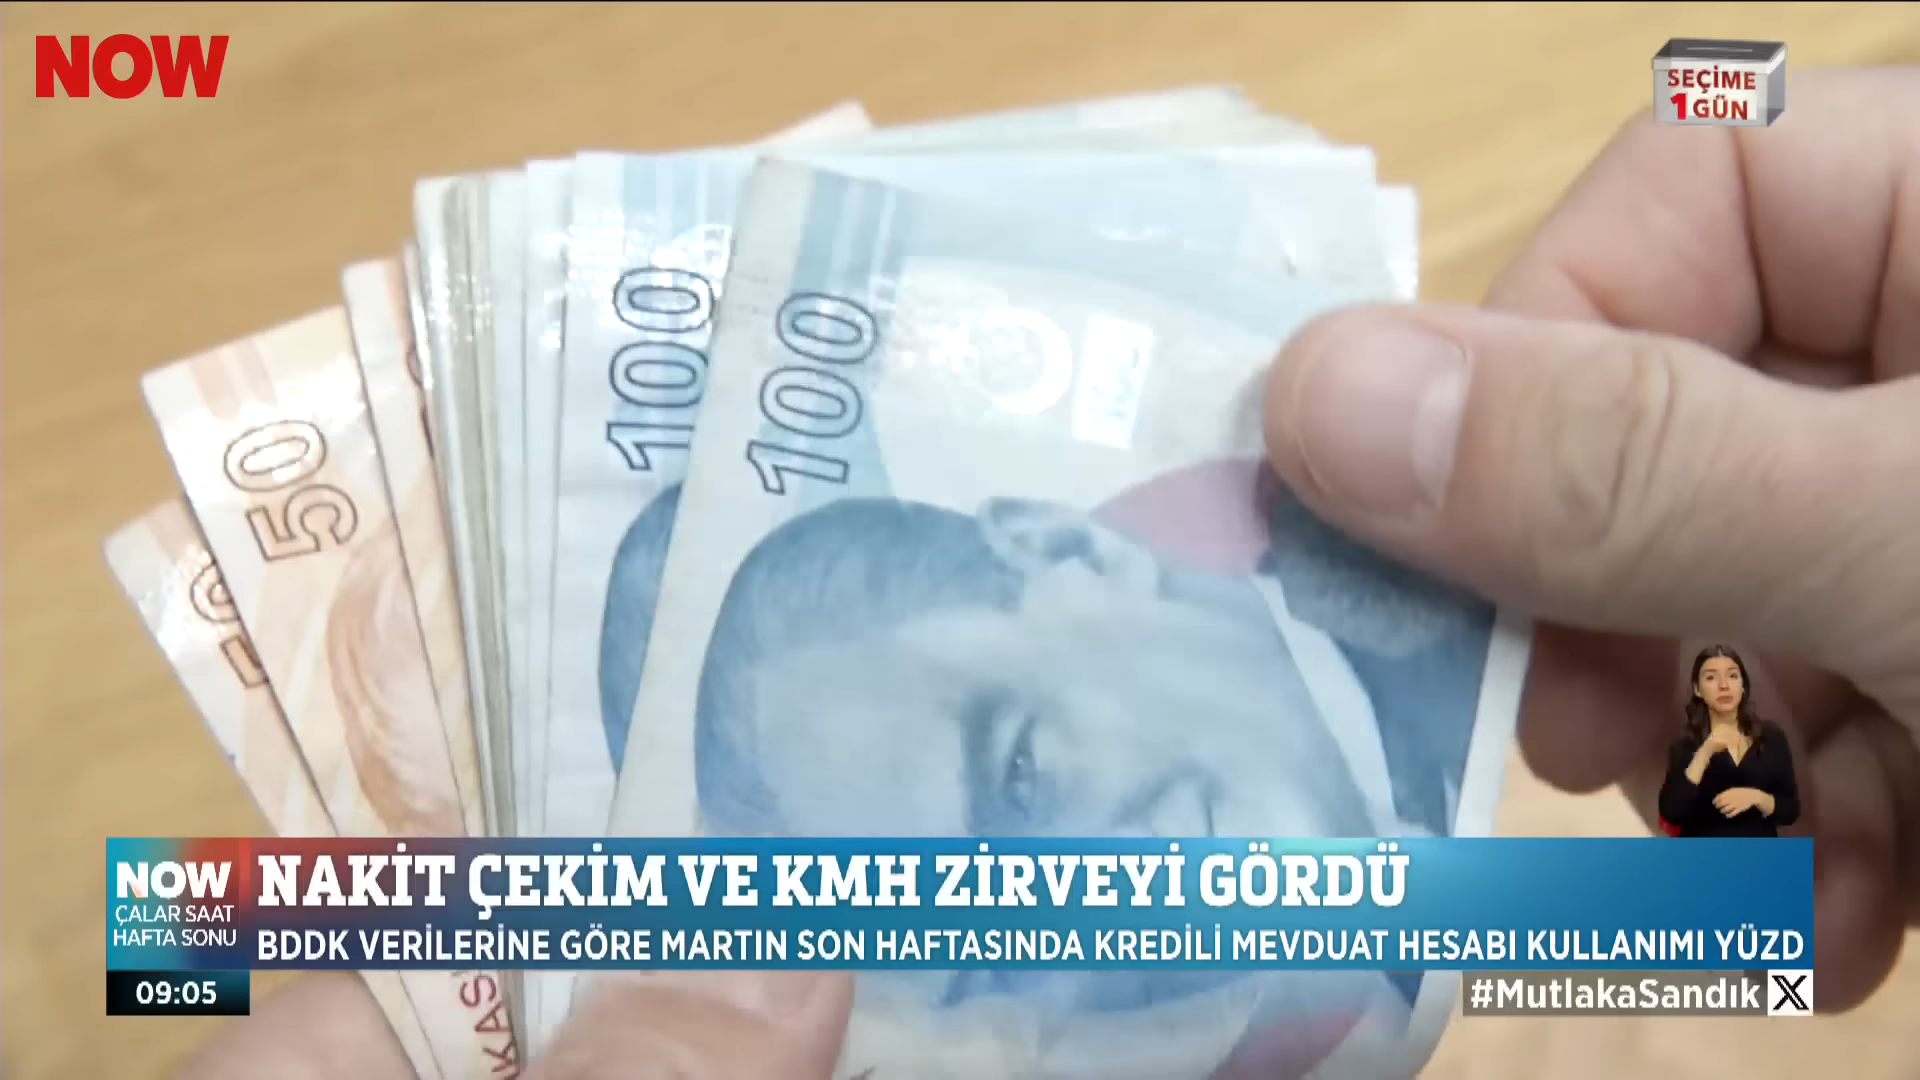 NOW
SEÇİME
1 GÜN
100
100
50
50
NOW
ÇALAR SAAT
HAFTA SONU
NAKİT ÇEKİM VE KMH ZİRVEYİ GÖRDÜ
BDDK VERİLERİNE GÖRE MARTIN SON HAFTASINDA KREDİLİ MEVDUAT HESABI KULLANIMI YÜZD
09:05
#MutlakaSandık X